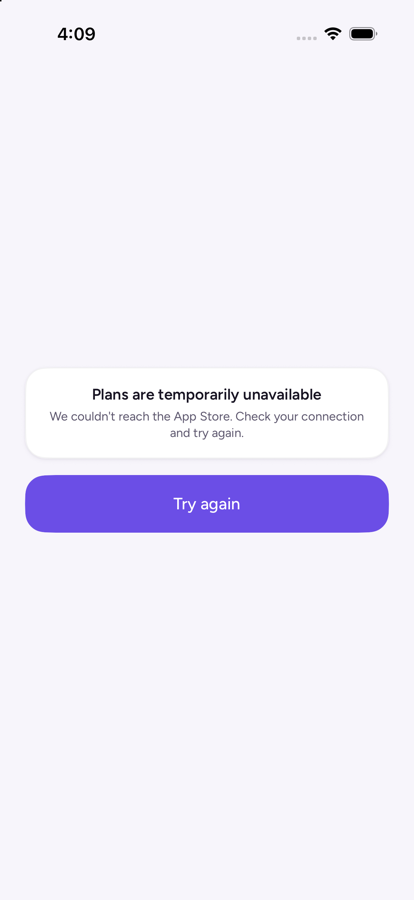 4:09
Plans are temporarily unavailable
We couldn't reach the App Store. Check your connection
and try again.
Try again